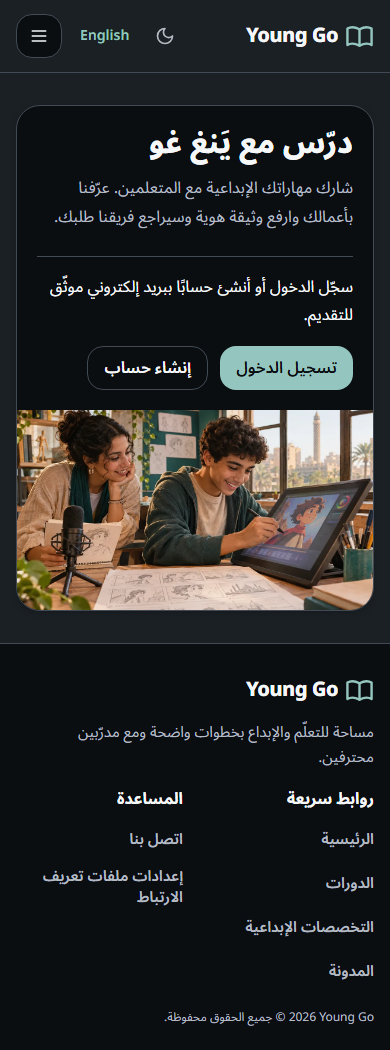 Young Go
English
درّس مع يَنغ غو
شارك مهاراتك الإبداعية مع المتعلمين. عرّفنا
بأعمالك وارفع وثيقة هوية وسيراجع فريقنا طلبك.
سجّل الدخول أو أنشئ حسابًا ببريد إلكتروني موثّق
للتقديم.
تسجيل الدخول
إنشاء حساب
Young Go
مساحة للتعلّم والإبداع بخطوات واضحة ومع مدرّبين
محترفين.
روابط سريعة
الرئيسية
الدورات
التخصصات الإبداعية
المدونة
المساعدة
اتصل بنا
إعدادات ملفات تعريف
الارتباط
Young Go 2026 © جميع الحقوق محفوظة.